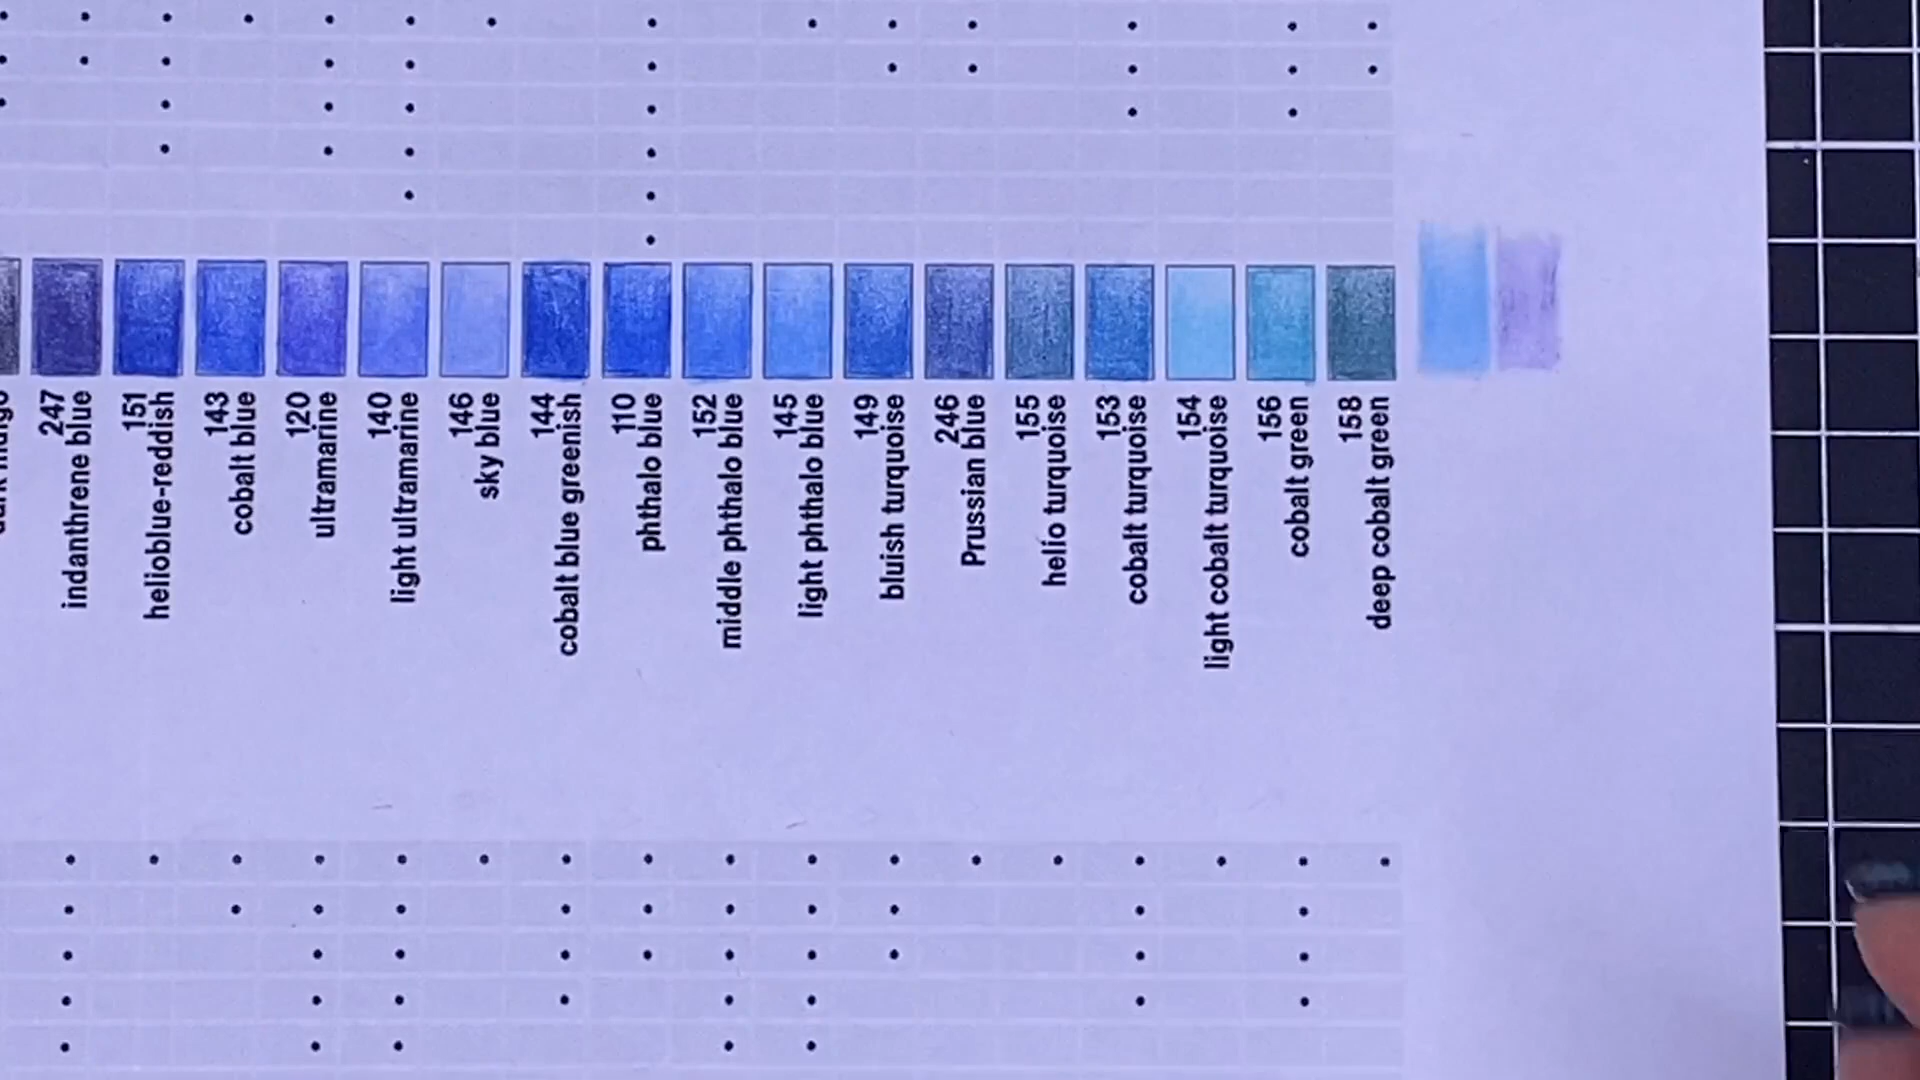 247
indanthrene blue
151
helioblue-reddish
143
cobalt blue
120
ultramarine
140
light ultramarine
146
sky blue
144
cobalt blue greenish
110
phthalo blue
152
middle phthalo blue
145
light phthalo blue
149
bluish turquoise
246
Prussian blue
155
helio turquoise
153
cobalt turquoise
154
light cobalt turquoise
156
cobalt green
158
deep cobalt green